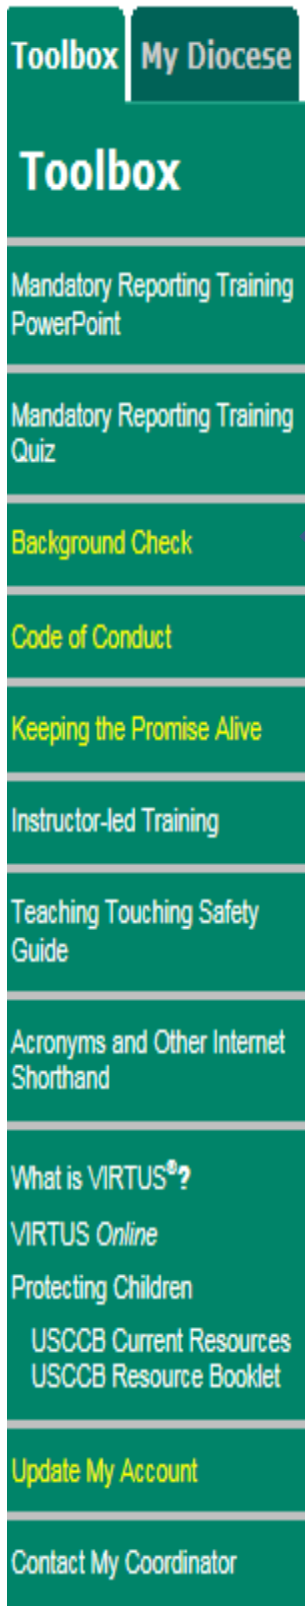 Toolbox My Diocese
Toolbox
Mandatory Reporting Training
PowerPoint
Mandatory Reporting Training
Quiz
Background Check
Code of Conduct
Keeping the Promise Alive
Instructor-led Training
Teaching Touching Safety
Guide
Acronyms and Other Internet
Shorthand
What is VIRTUS®?
VIRTUS Online
Protecting Children
USCCB Current Resources
USCCB Resource Booklet
Update My Account
Contact My Coordinator